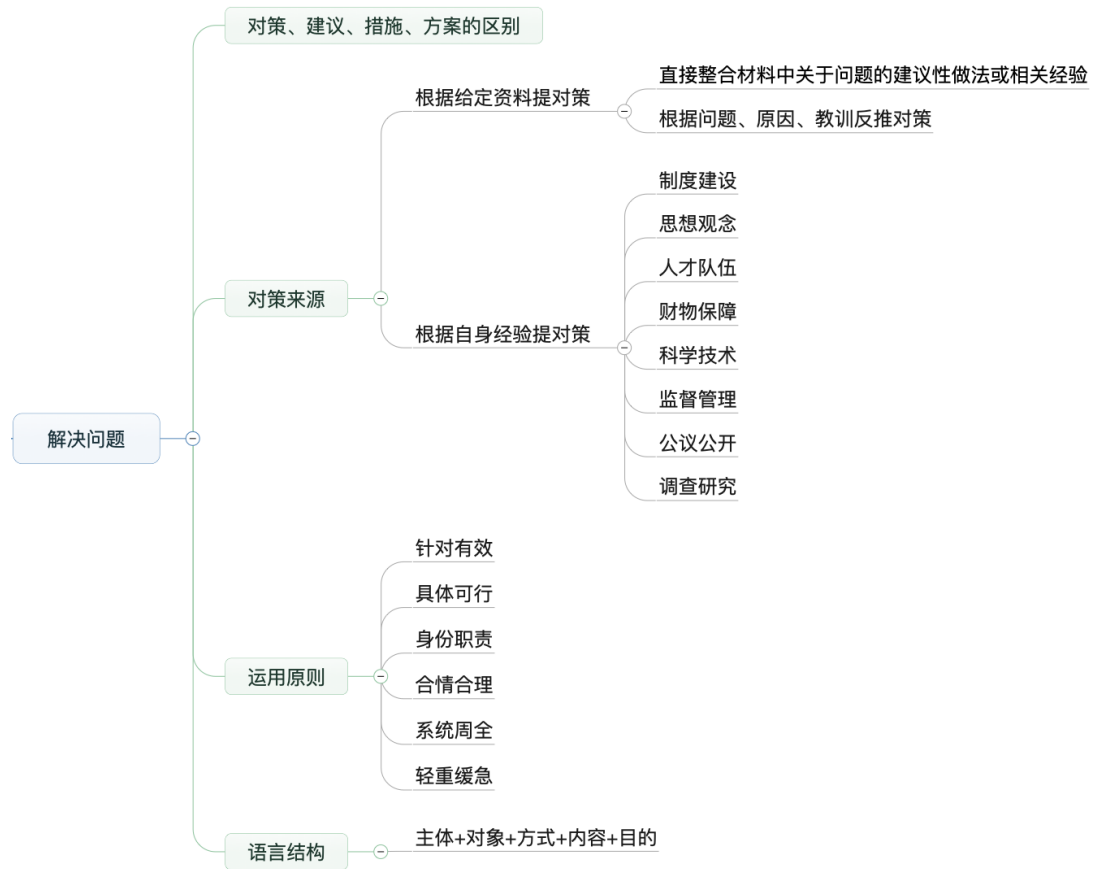 解决问题
对策、建议、措施、方案的区别
对策来源
根据给定资料提对策
直接整合材料中关于问题的建议性做法或相关经验
根据问题、原因、教训反推对策
根据自身经验提对策
制度建设
思想观念
人才队伍
财物保障
科学技术
监督管理
公议公开
调查研究
运用原则
针对有效
具体可行
身份职责
合情合理
系统周全
轻重缓急
语言结构
主体+对象+方式+内容+目的